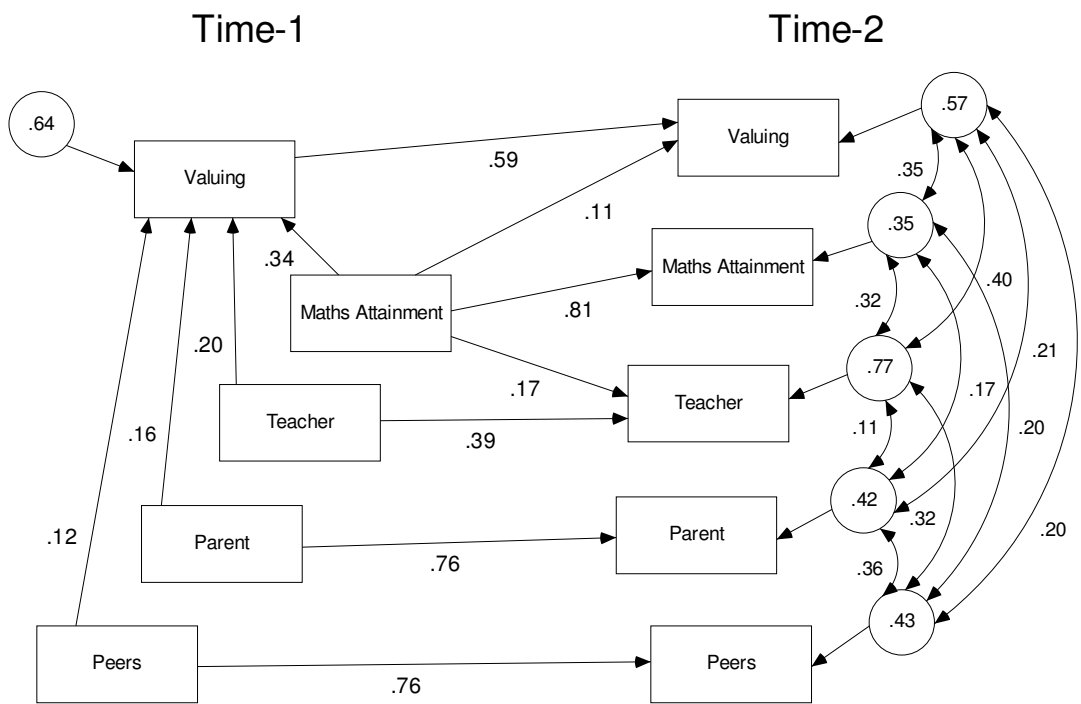 Time-1
Time-2
.64
.57
Valuing
Valuing
.59
.35
.11
.35
.34
Maths Attainment
Maths Attainment
.81
.32
.40
.20
.17
.77
.21
Teacher
Teacher
.39
.17
.16
.11
.20
Parent
Parent
.76
.42
.32
.12
.20
.36
Peers
Peers
.76
.43